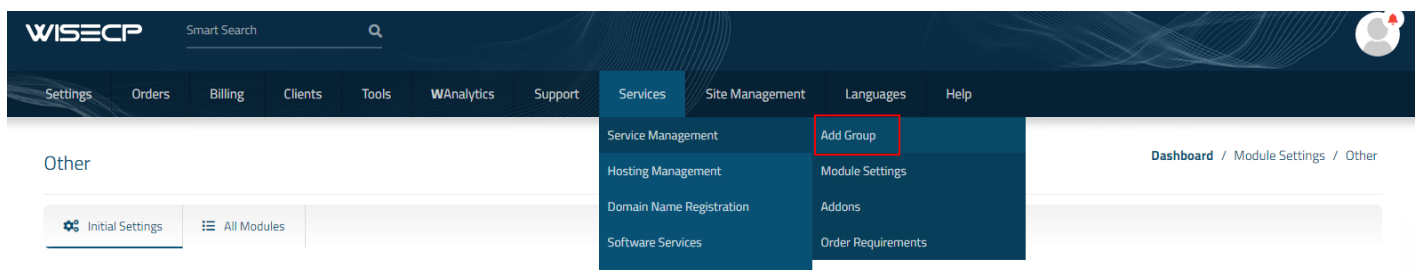 WISECP Smart Search
Settings Orders Billing Clients Tools WAnalytics Support Services Site Management Languages Help
Service Management Add Group
Other Dashboard / Module Settings / Other
Hosting Management Module Settings
Domain Name Registration Addons
Initial Settings All Modules
Software Services Order Requirements